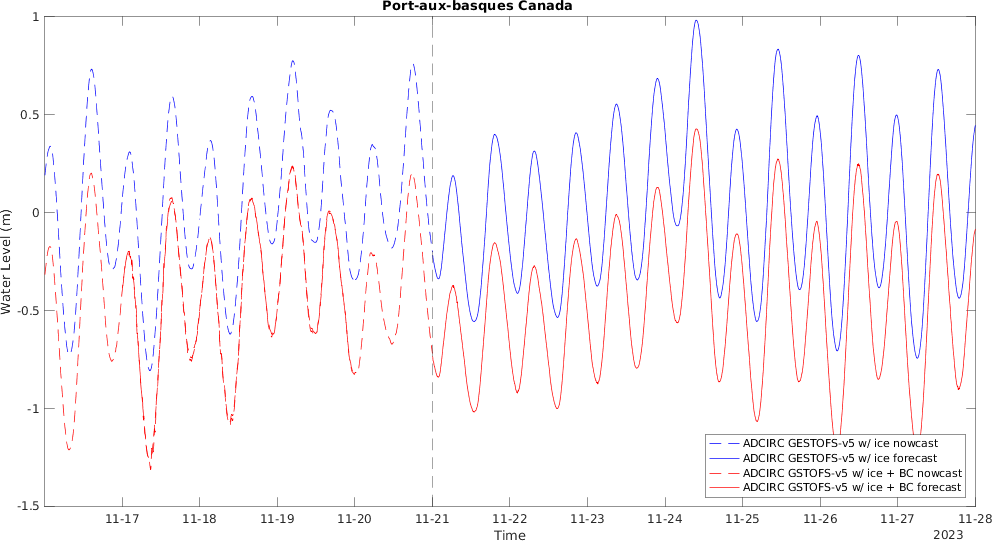 Port-aux-basques Canada
Water Level (m)
1
0.5
0
-0.5
-1
-1.5
ADCIRC GESTOFS-v5 w/ ice nowcast
ADCIRC GESTOFS-v5 w/ ice forecast
ADCIRC GSTOFS-v5 w/ ice + BC nowcast
ADCIRC GSTOFS-v5 w/ ice + BC forecast
11-17 11-18 11-19 11-20 11-21 11-22 11-23 11-24 11-25 11-26 11-27 11-28
Time
2023